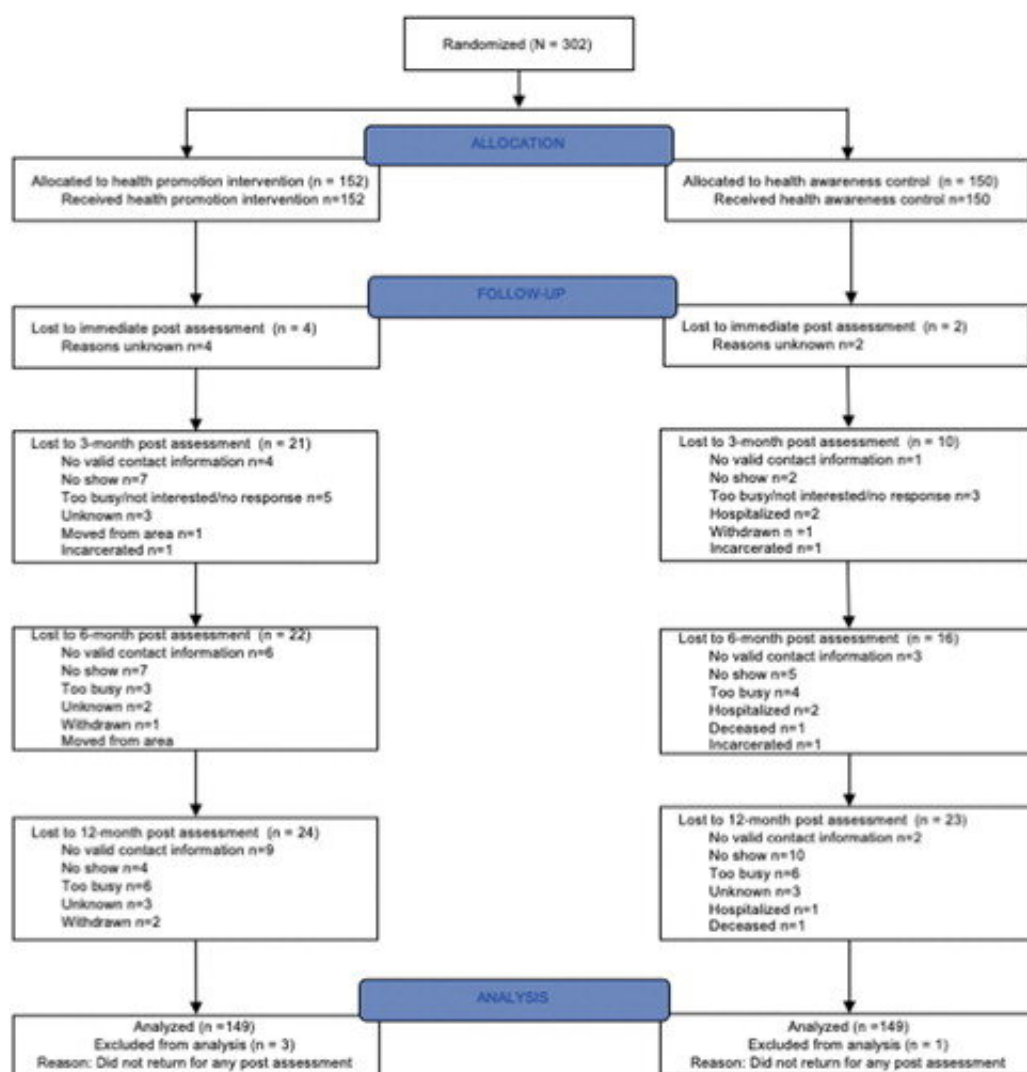 Randomized (N = 302)
ALLOCATION
Allocated to health promotion intervention (n = 152)
Received health promotion intervention n=152
Allocated to health awareness control (n = 150)
Received health awareness control n=150
FOLLOW-UP
Lost to immediate post assessment (n = 4)
Reasons unknown n=4
Lost to immediate post assessment (n = 2)
Reasons unknown n=2
Lost to 3-month post assessment (n = 21)
No valid contact information n=4
No show n=7
Too busy/not interested/no response n=5
Unknown n=3
Moved from area n=1
Incarcerated n=1
Lost to 3-month post assessment (n = 10)
No valid contact information n=1
No show n=2
Too busy/not interested/no response n=3
Hospitalized n=2
Withdrawn n=1
Incarcerated n=1
Lost to 6-month post assessment (n = 22)
No valid contact information n=6
No show n=7
Too busy n=3
Unknown n=2
Withdrawn n=1
Moved from area
Lost to 6-month post assessment (n = 16)
No valid contact information n=3
No show n=5
Too busy n=4
Hospitalized n=2
Deceased n=1
Incarcerated n=1
Lost to 12-month post assessment (n = 24)
No valid contact information n=9
No show n=4
Too busy n=6
Unknown n=3
Withdrawn n=2
Lost to 12-month post assessment (n = 23)
No valid contact information n=2
No show n=10
Too busy n=6
Unknown n=3
Hospitalized n=1
Deceased n=1
ANALYSIS
Analyzed (n =149)
Excluded from analysis (n = 3)
Reason: Did not return for any post assessment
Analyzed (n =149)
Excluded from analysis (n = 1)
Reason: Did not return for any post assessment